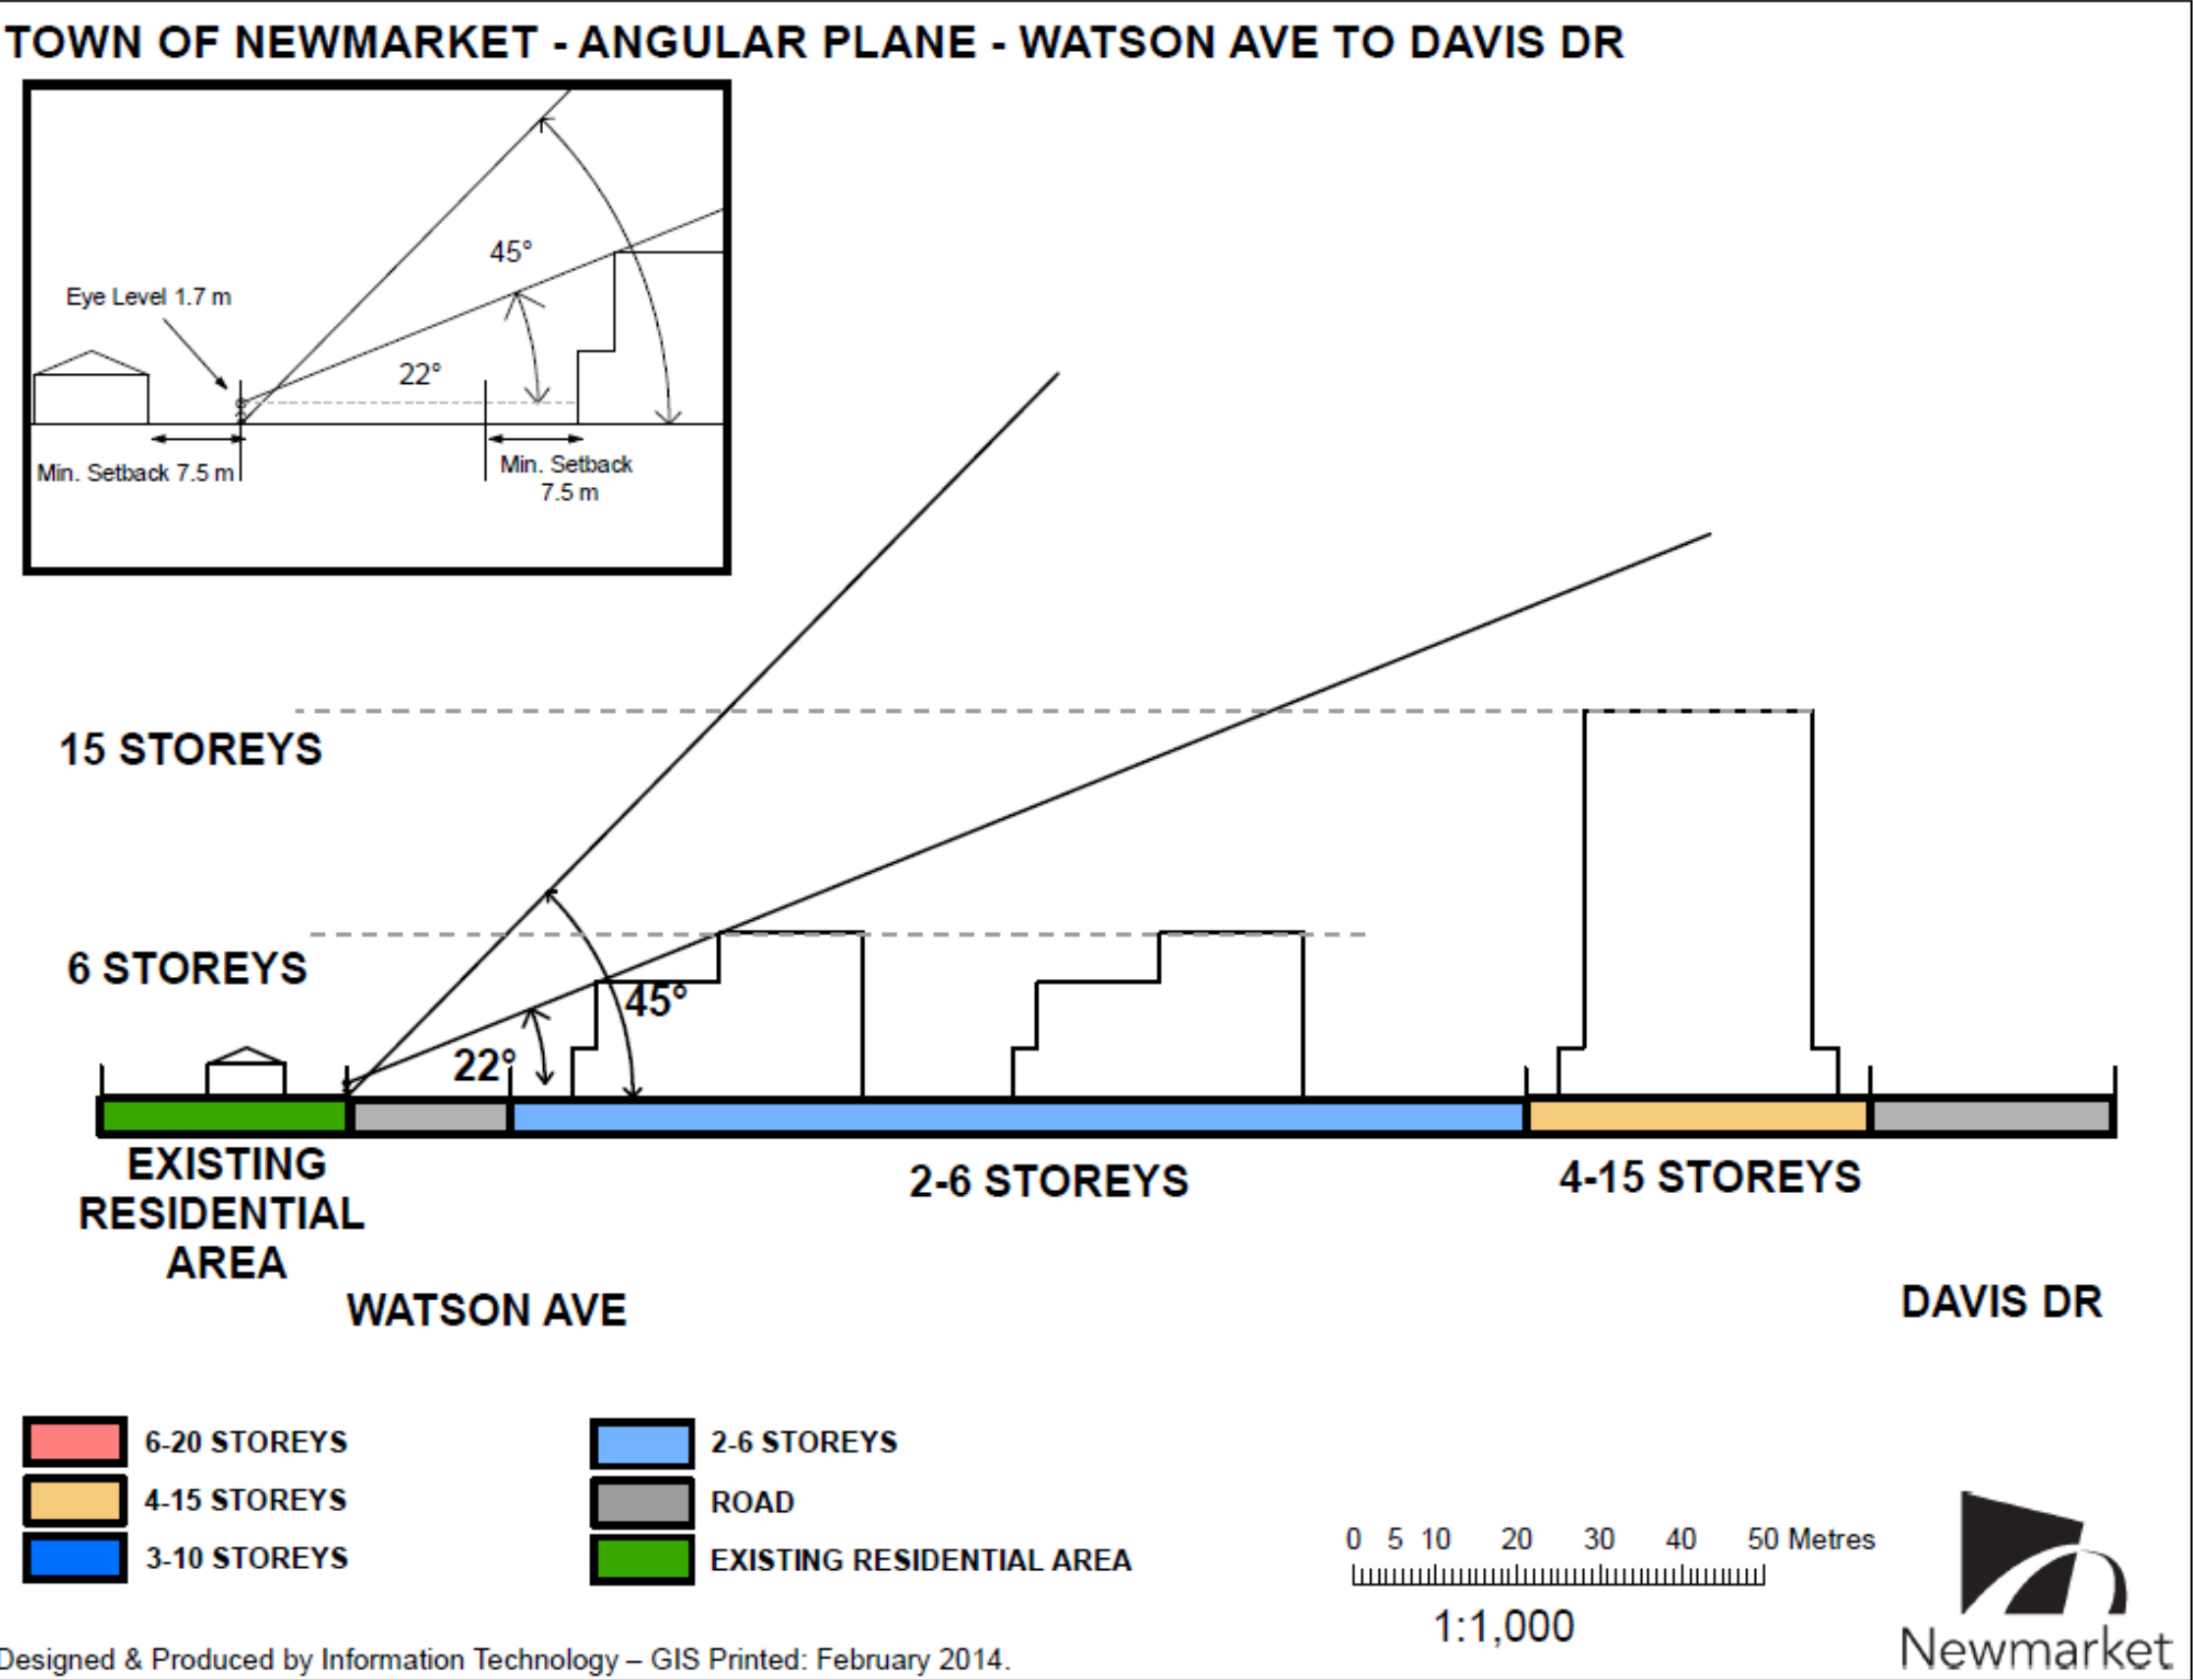 TOWN OF NEWMARKET - ANGULAR PLANE - WATSON AVE TO DAVIS DR
45°
Eye Level 1.7 m
22°
Min. Setback 7.5 m
Min. Setback
7.5 m
15 STOREYS
6 STOREYS
45°
22°
EXISTING
RESIDENTIAL
AREA
2-6 STOREYS
4-15 STOREYS
WATSON AVE
DAVIS DR
6-20 STOREYS
4-15 STOREYS
3-10 STOREYS
2-6 STOREYS
ROAD
EXISTING RESIDENTIAL AREA
0 5 10 20 30 40 50 Metres
1:1,000
Newmarket
Designed & Produced by Information Technology – GIS Printed: February 2014.